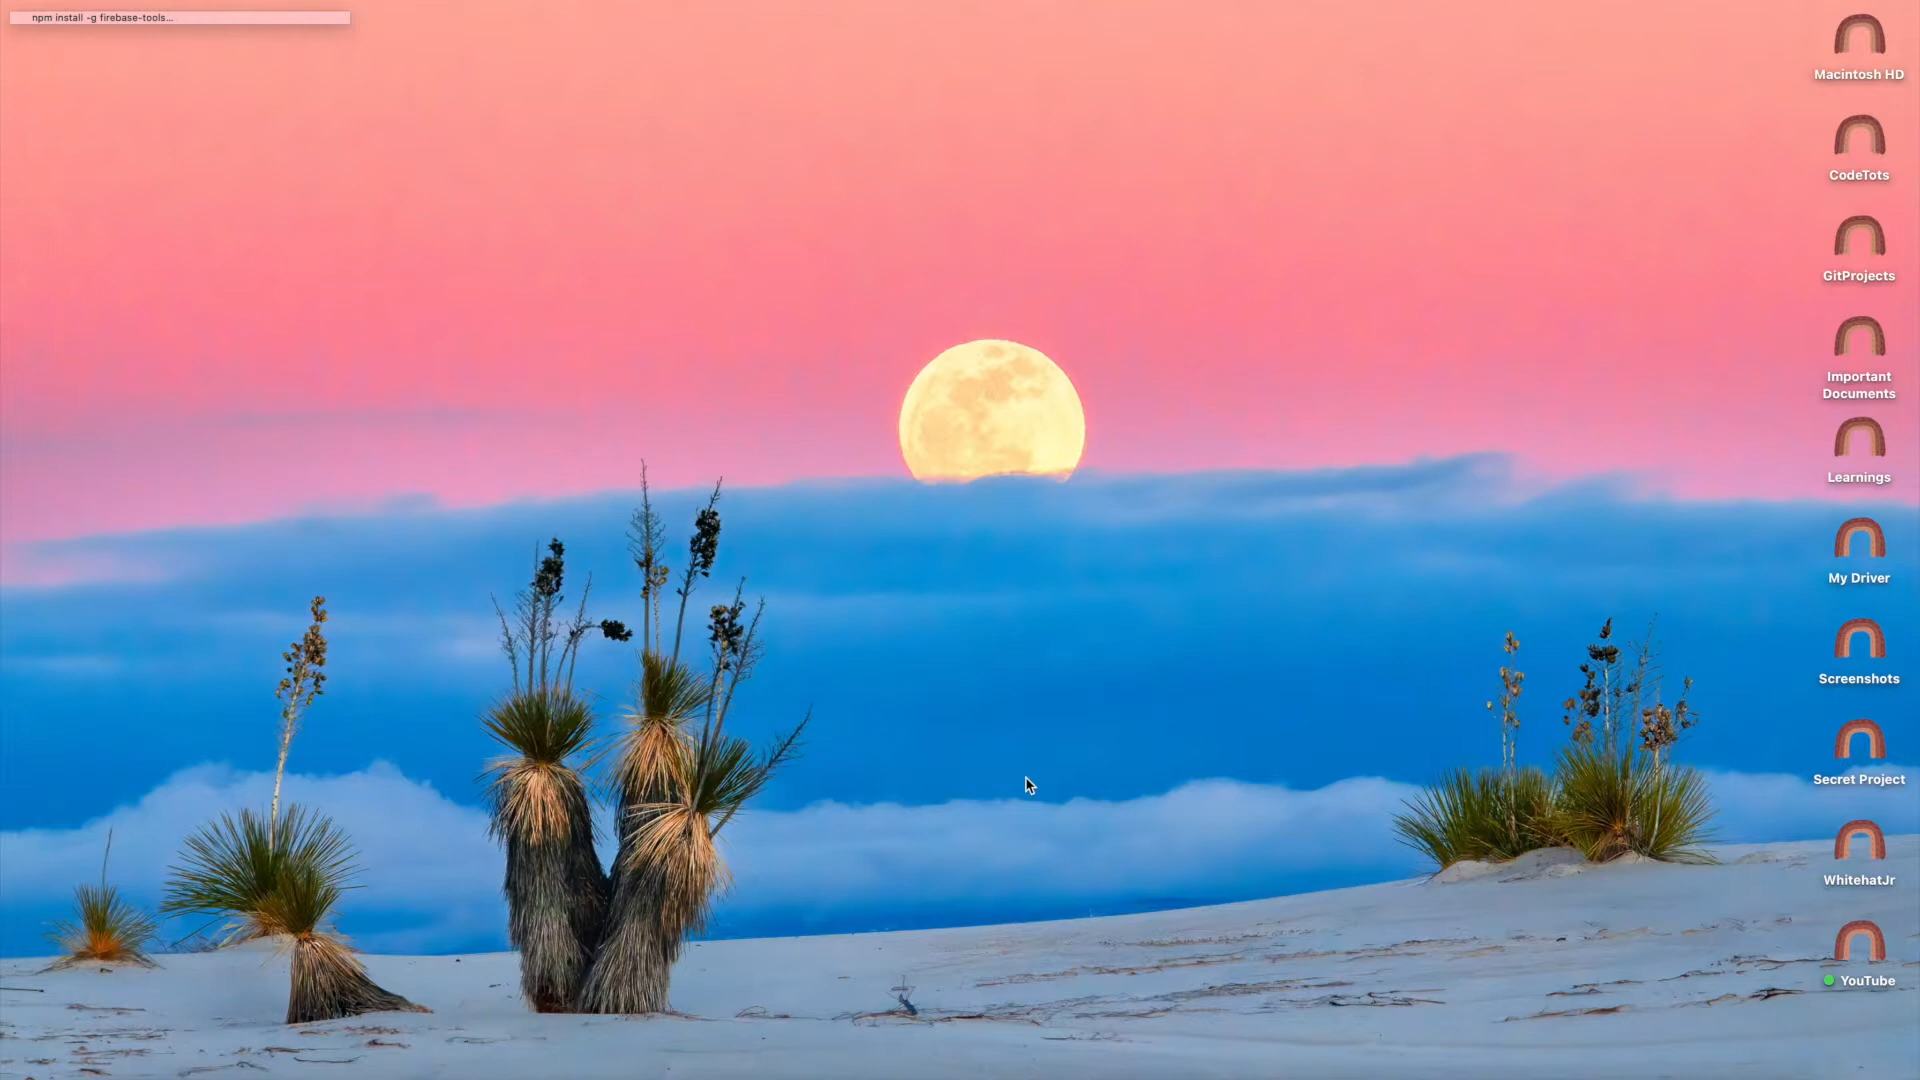 npm install -g firebase-tools...
Macintosh HD
CodeTots
GitProjects
Important
Documents
Learnings
My Driver
Screenshots
Secret Project
WhitehatJr
YouTube